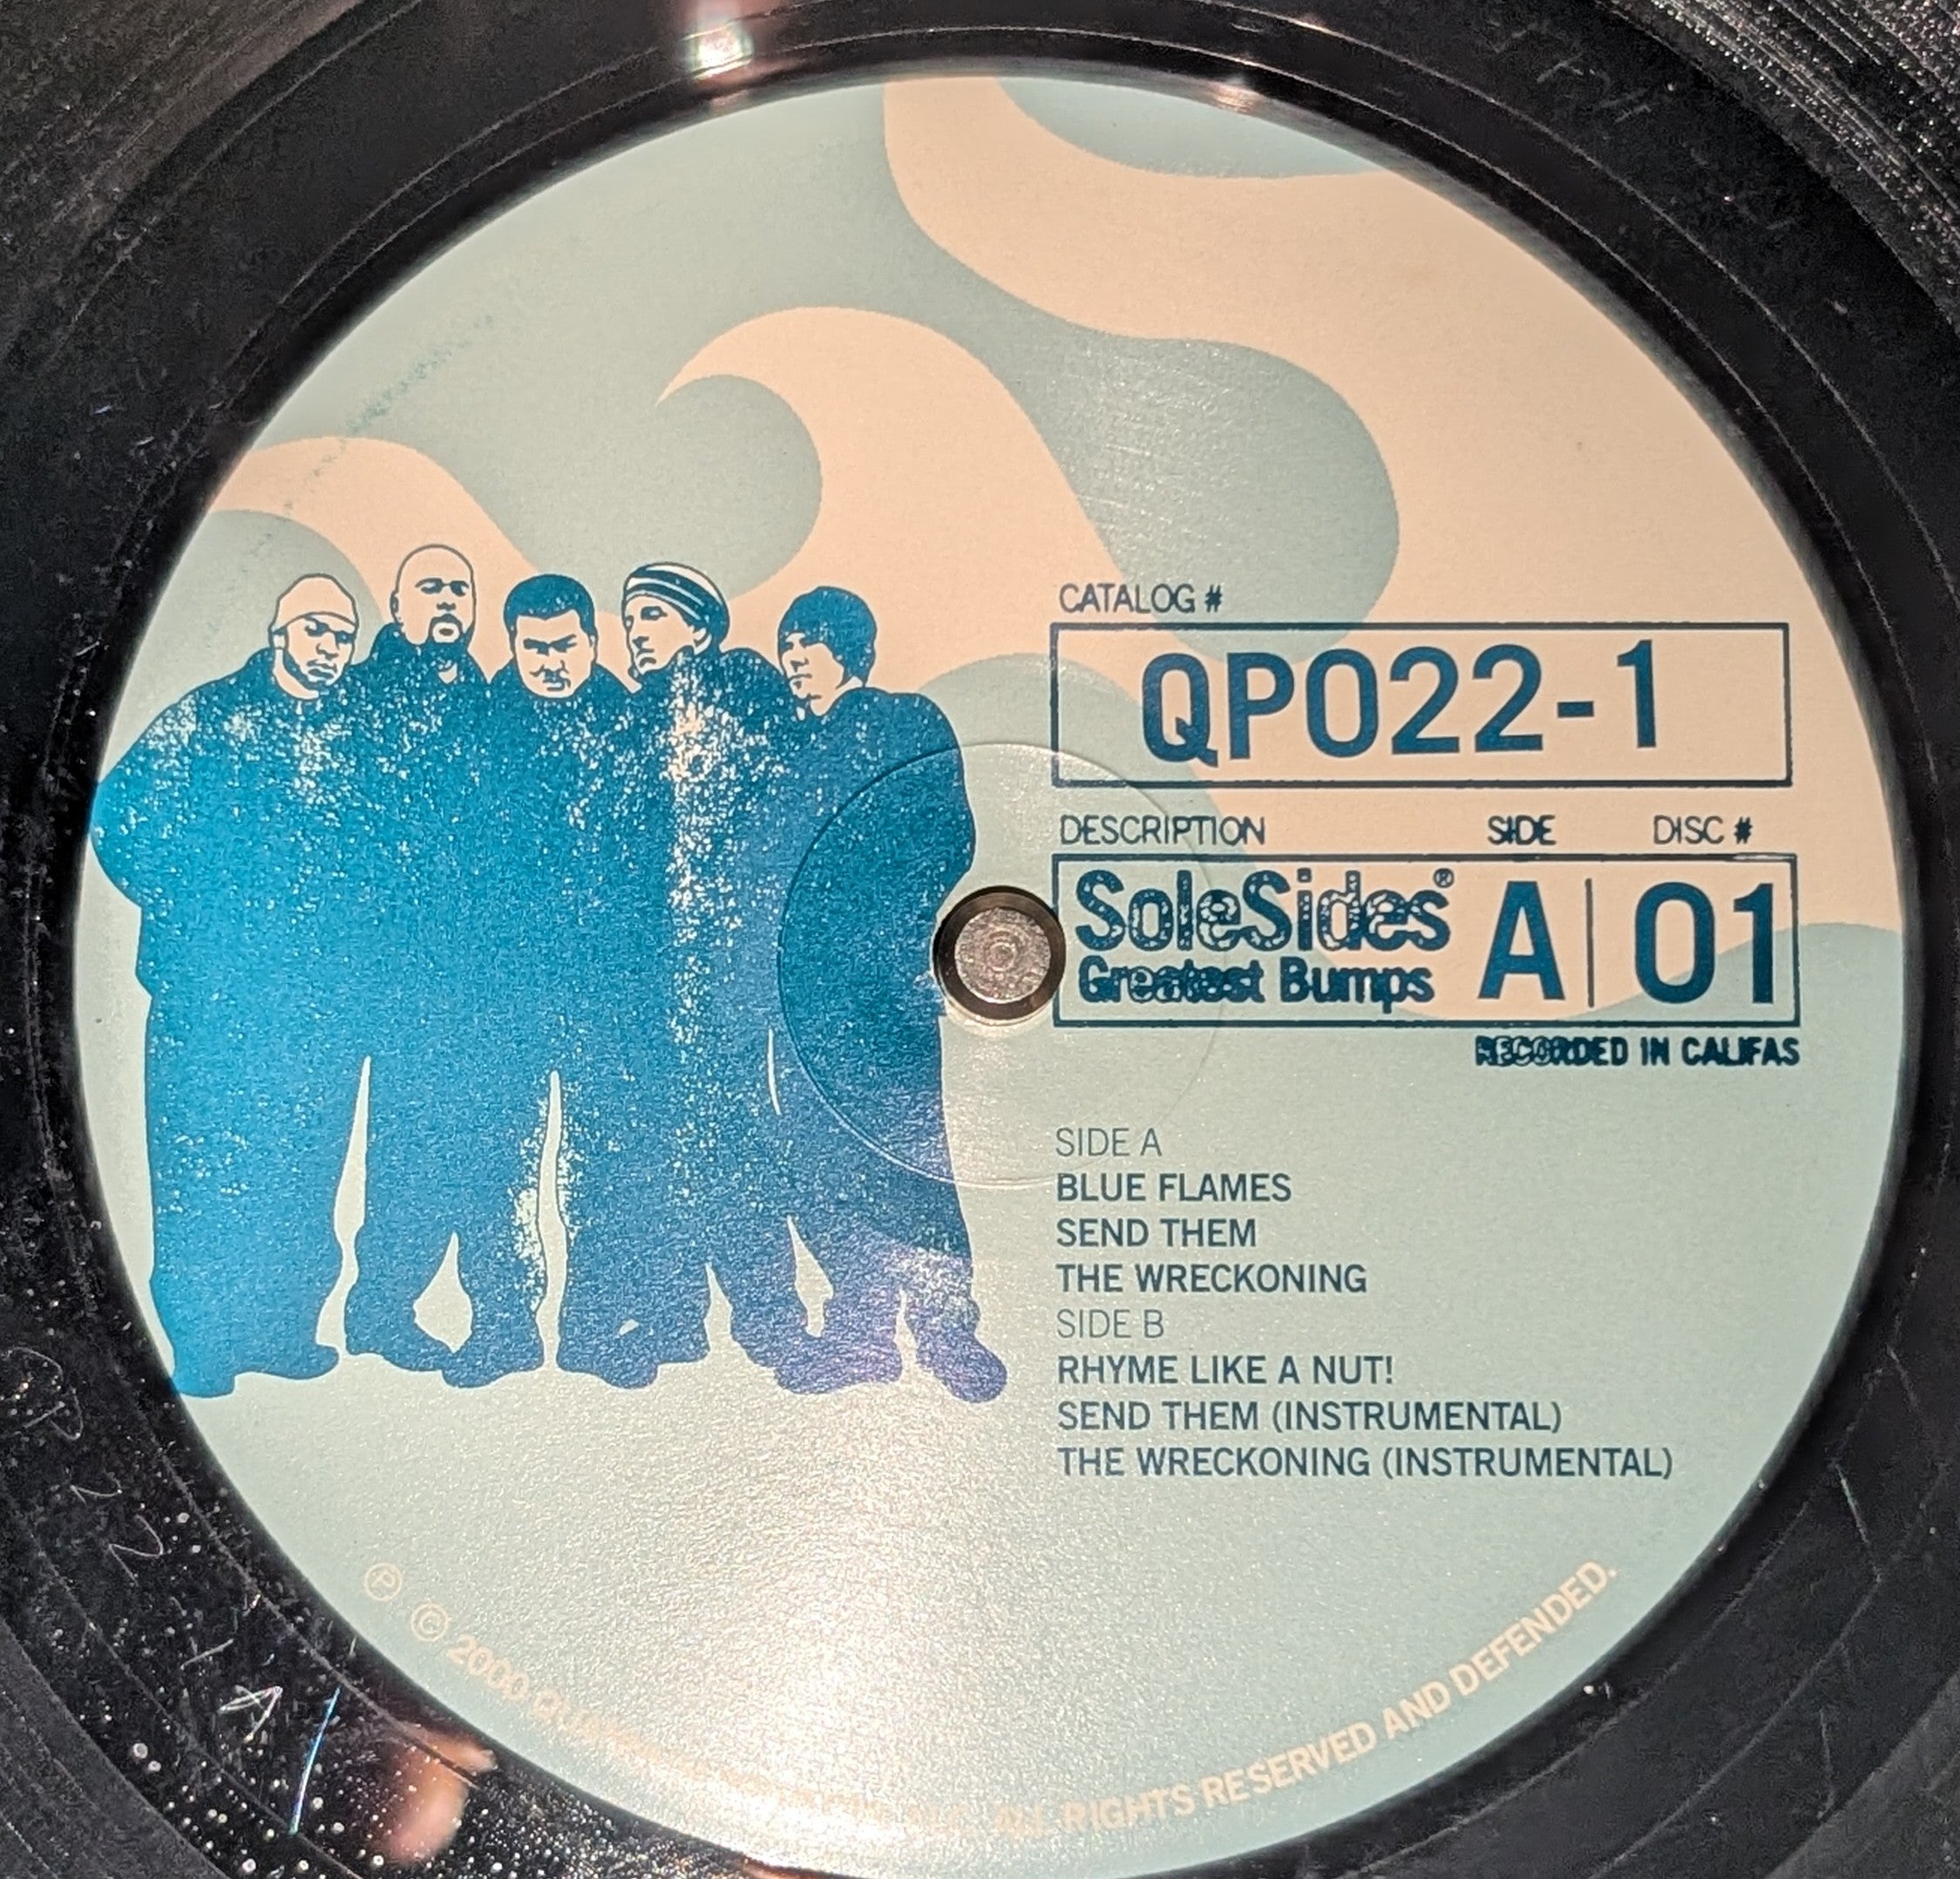 CATALOG #
QP022-1
DESCRIPTION SIDE DISC #
SoleSides® A 01
Greatest Bumps
RECORDED IN CALIFAS
SIDE A
BLUE FLAMES
SEND THEM
THE WRECKONING
SIDE B
RHYME LIKE A NUT!
SEND THEM (INSTRUMENTAL)
THE WRECKONING (INSTRUMENTAL)
℗ © 2000 ALL RIGHTS RESERVED AND DEFENDED.